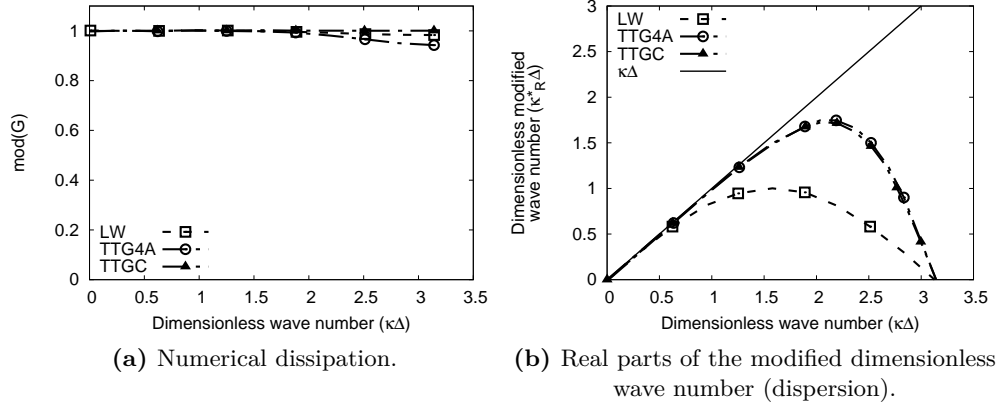 1
0.8
0.6
0.4
0.2
0
mod(G)
LW
TTG4A
TTGC
0 0.5 1 1.5 2 2.5 3 3.5
Dimensionless wave number (κΔ)
(a) Numerical dissipation.
3
2.5
2
1.5
1
0.5
0
Dimensionless modified
wave number (κ*RΔ)
LW
TTG4A
TTGC
κΔ
0 0.5 1 1.5 2 2.5 3 3.5
Dimensionless wave number (κΔ)
(b) Real parts of the modified dimensionless
wave number (dispersion).